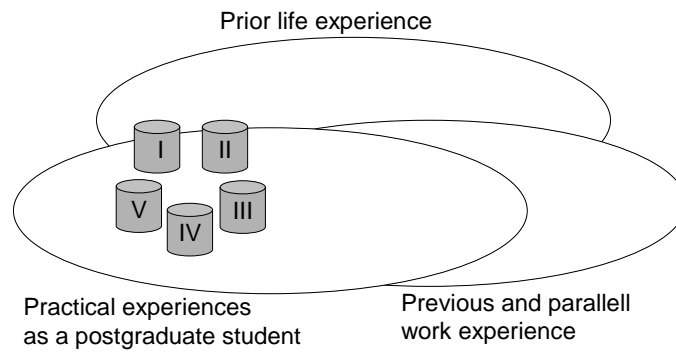 Prior life experience
I
II
V
III
IV
Practical experiences
as a postgraduate student
Previous and parallell
work experience